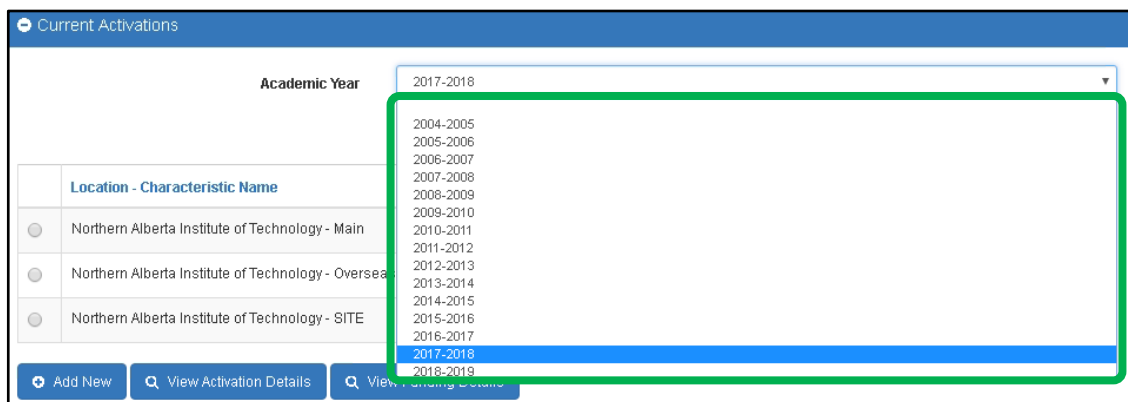 Current Activations
Academic Year
2017-2018
2004-2005
2005-2006
2006-2007
2007-2008
2008-2009
2009-2010
2010-2011
2011-2012
2012-2013
2013-2014
2014-2015
2015-2016
2016-2017
2017-2018
2018-2019
Location - Characteristic Name
Northern Alberta Institute of Technology - Main
Northern Alberta Institute of Technology - Overseas
Northern Alberta Institute of Technology - SITE
Add New
View Activation Details
View Funding Details